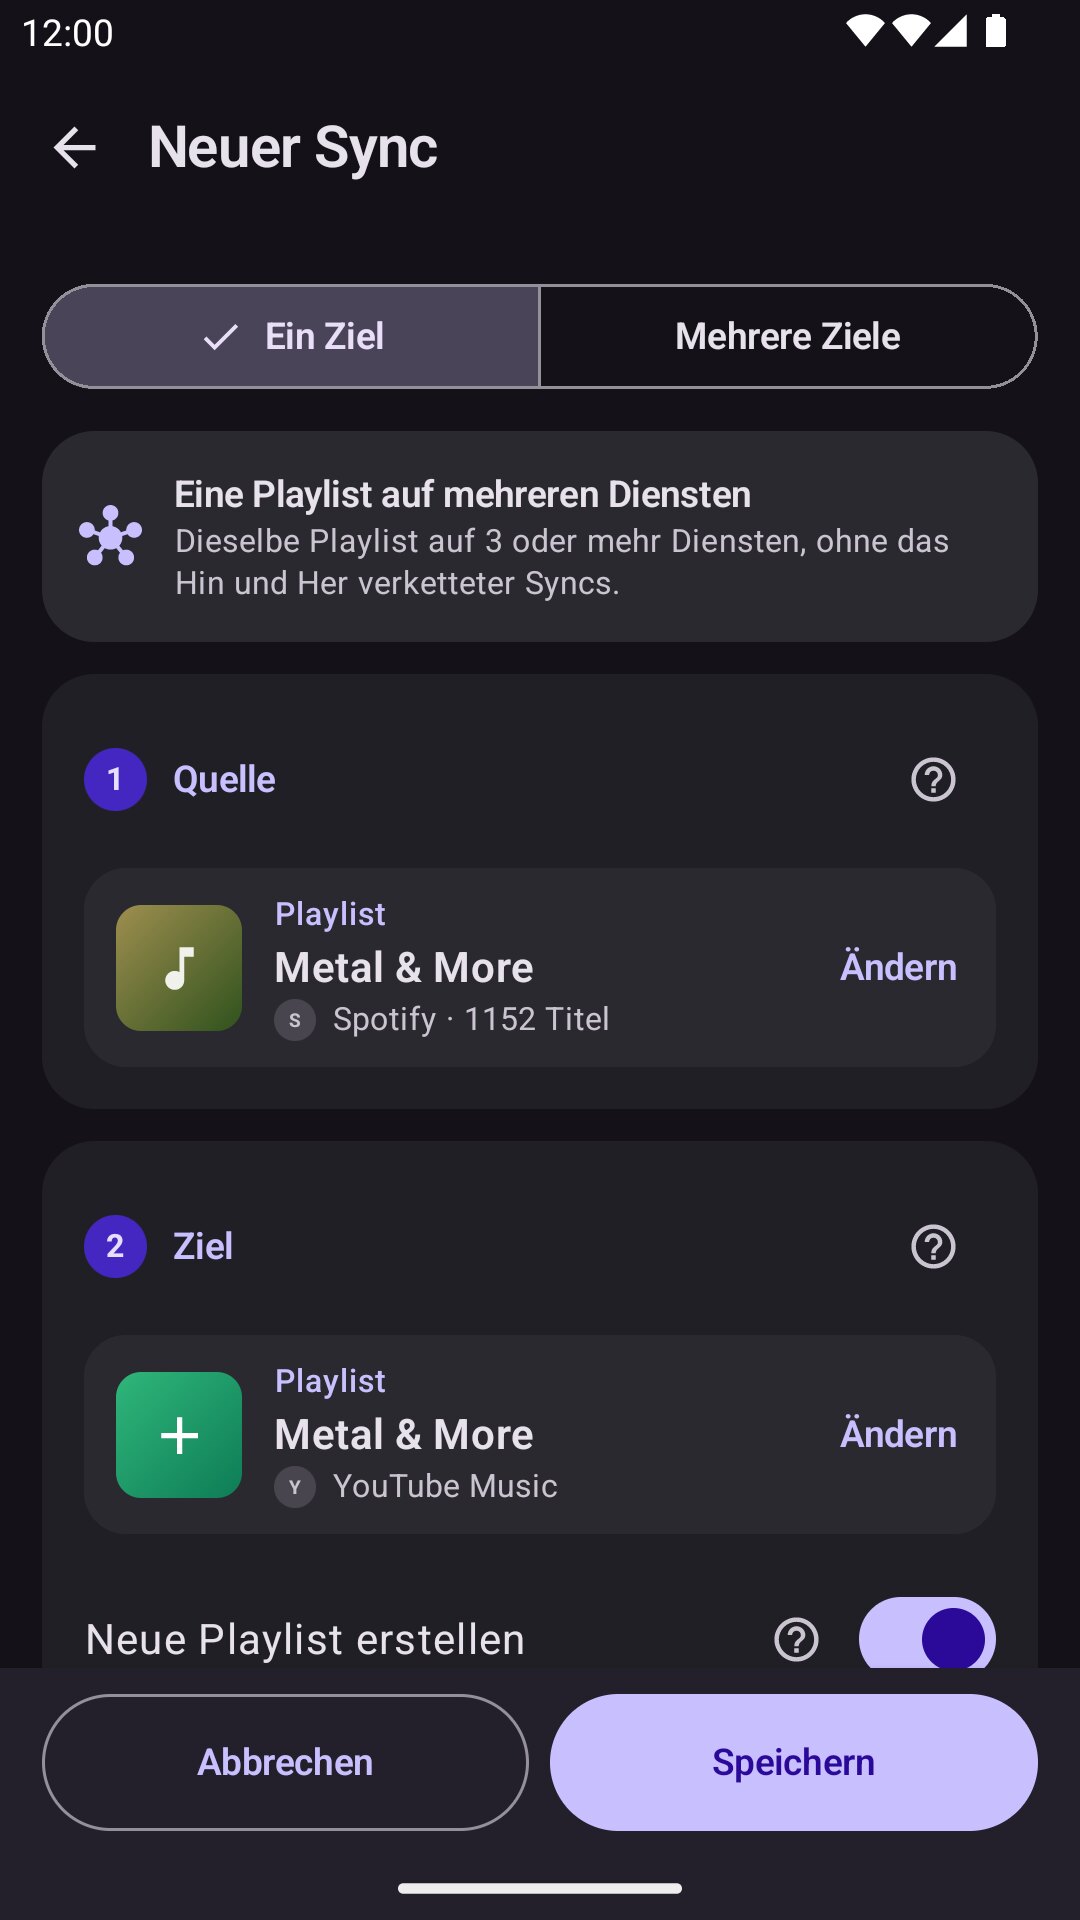 12:00
Neuer Sync
Ein Ziel
Mehrere Ziele
Eine Playlist auf mehreren Diensten
Dieselbe Playlist auf 3 oder mehr Diensten, ohne das
Hin und Her verketteter Syncs.
1 Quelle
Playlist
Metal & More
S Spotify · 1152 Titel
Ändern
2 Ziel
Playlist
Metal & More
Y YouTube Music
Ändern
Neue Playlist erstellen
Abbrechen
Speichern